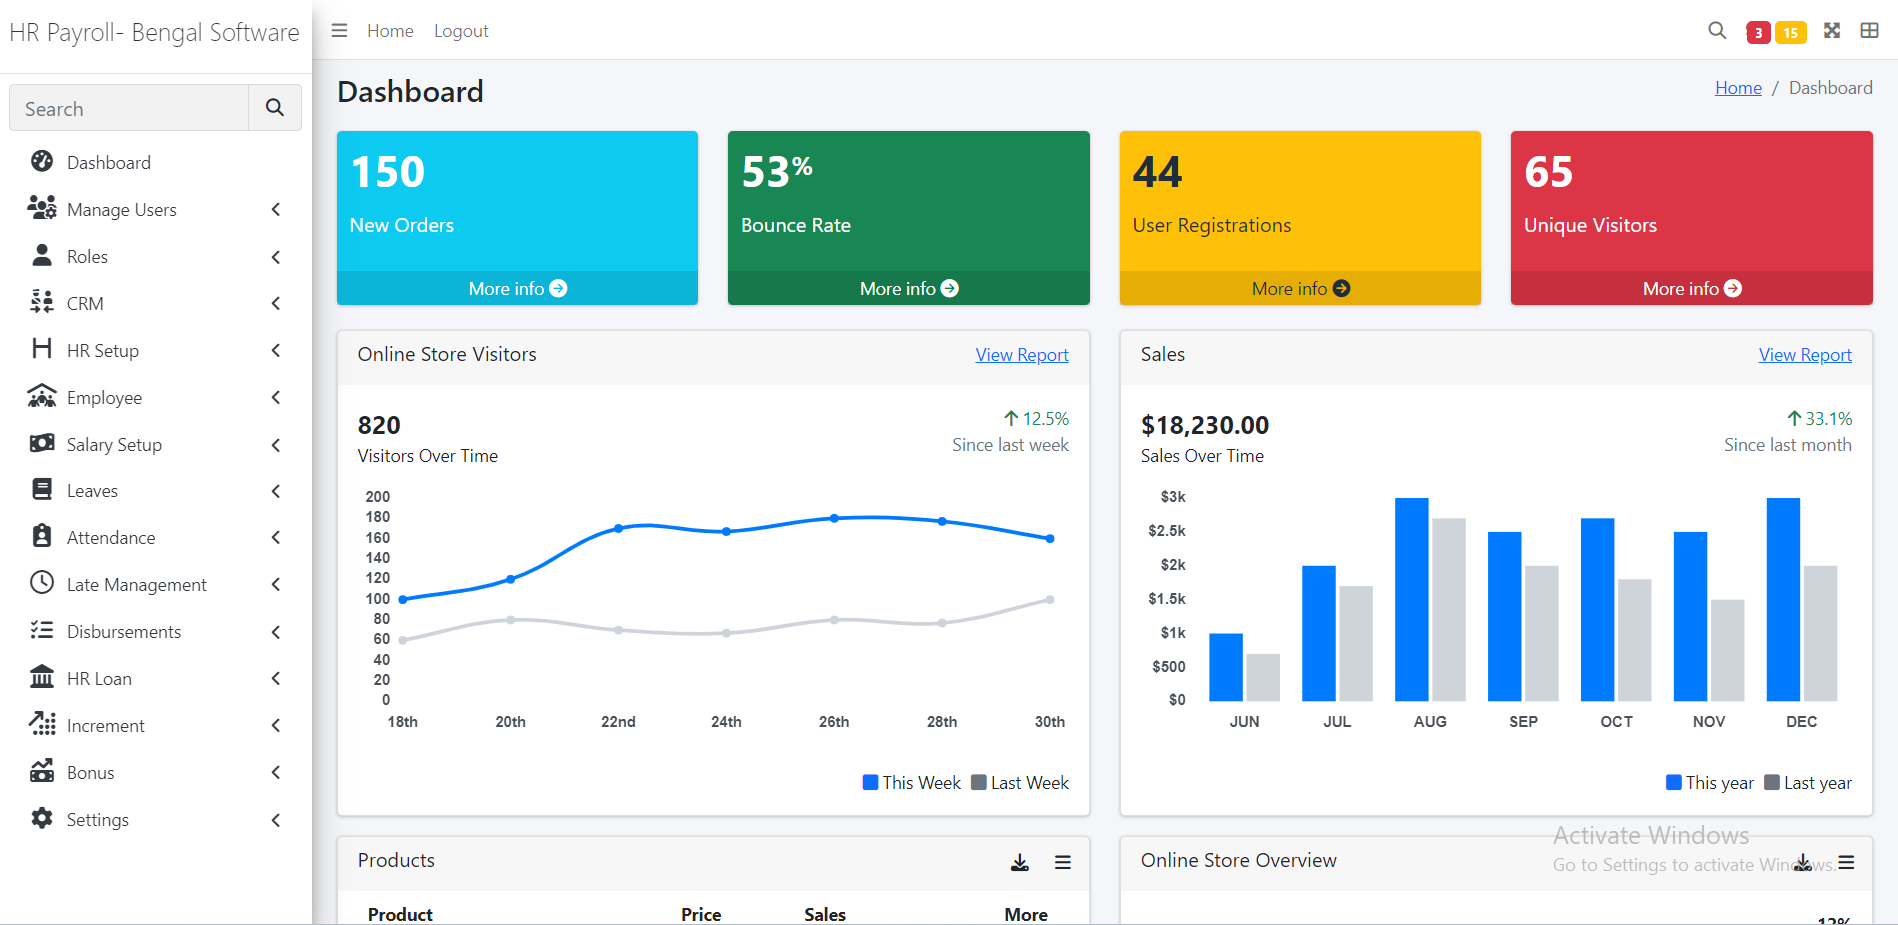 HR Payroll- Bengal Software
Home Logout
3 15
Search
Dashboard
Manage Users
Roles
CRM
HR Setup
Employee
Salary Setup
Leaves
Attendance
Late Management
Disbursements
HR Loan
Increment
Bonus
Settings
Dashboard
Home / Dashboard
150
New Orders
More info
53%
Bounce Rate
More info
44
User Registrations
More info
65
Unique Visitors
More info
Online Store Visitors View Report
820
Visitors Over Time
12.5%
Since last week
200
180
160
140
120
100
80
60
40
20
0
18th 20th 22nd 24th 26th 28th 30th
This Week Last Week
Sales View Report
$18,230.00
Sales Over Time
33.1%
Since last month
$3k
$2.5k
$2k
$1.5k
$1k
$500
$0
JUN JUL AUG SEP OCT NOV DEC
This year Last year
Products
Product Price Sales More
Online Store Overview
12%
Activate Windows
Go to Settings to activate Windows.